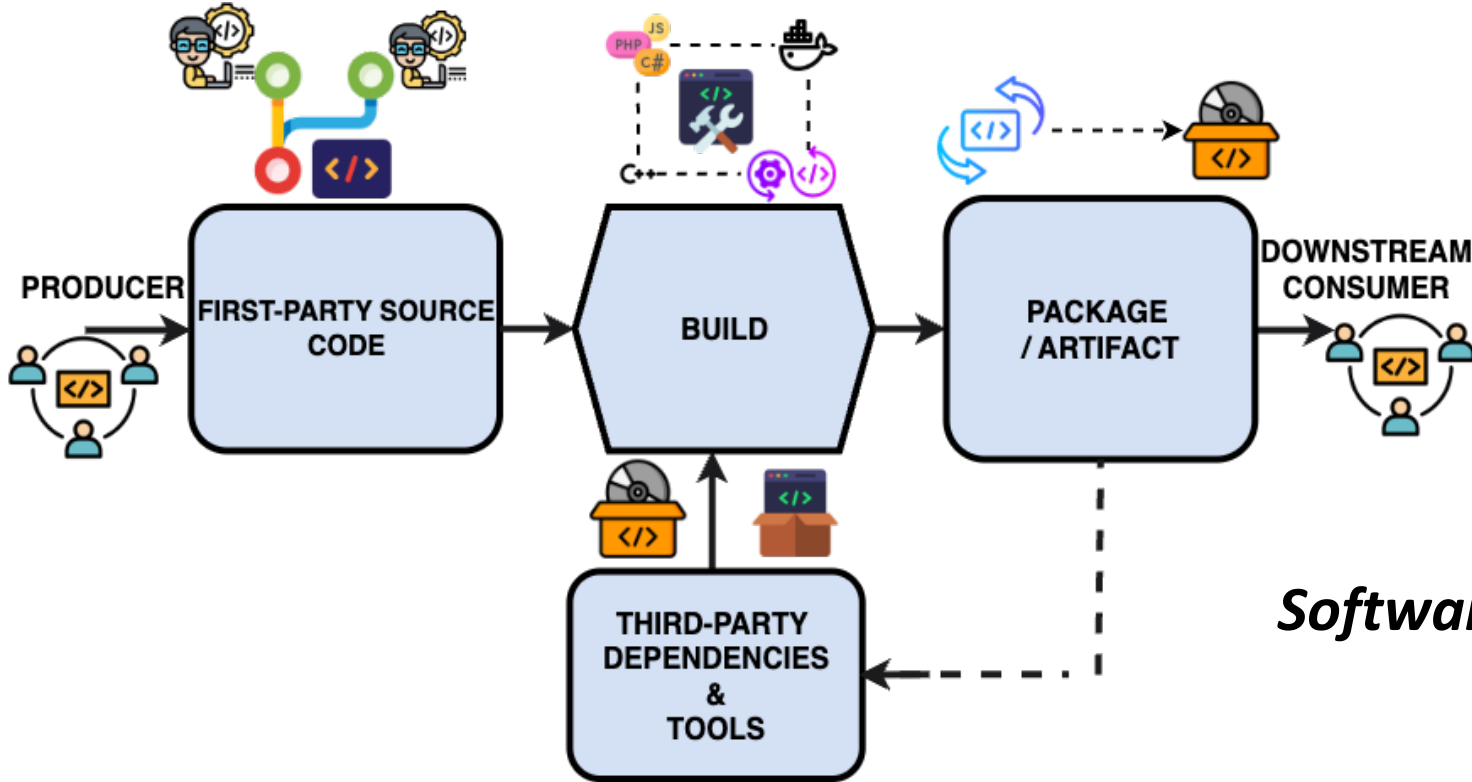 JS
PHP
C#
</>
</>
</>
</>
</>
</>
C++
</>
</>
PRODUCER
FIRST-PARTY SOURCE
CODE
BUILD
PACKAGE
/ ARTIFACT
DOWNSTREAM
CONSUMER
</>
</>
</>
</>
THIRD-PARTY
DEPENDENCIES
&
TOOLS